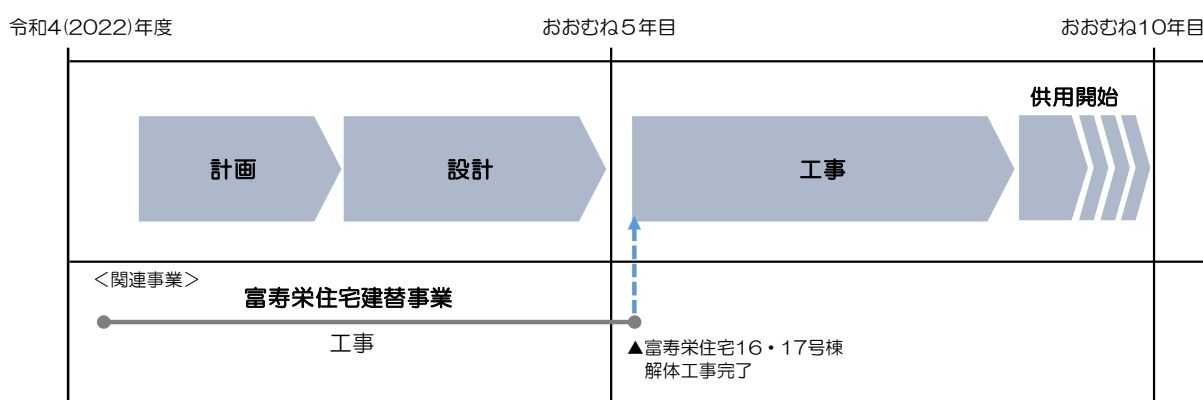 令和4(2022)年度
おおむね5年目
おおむね10年目
供用開始
計画
設計
工事
＜関連事業＞
富寿栄住宅建替事業
工事
▲富寿栄住宅16・17号棟
解体工事完了